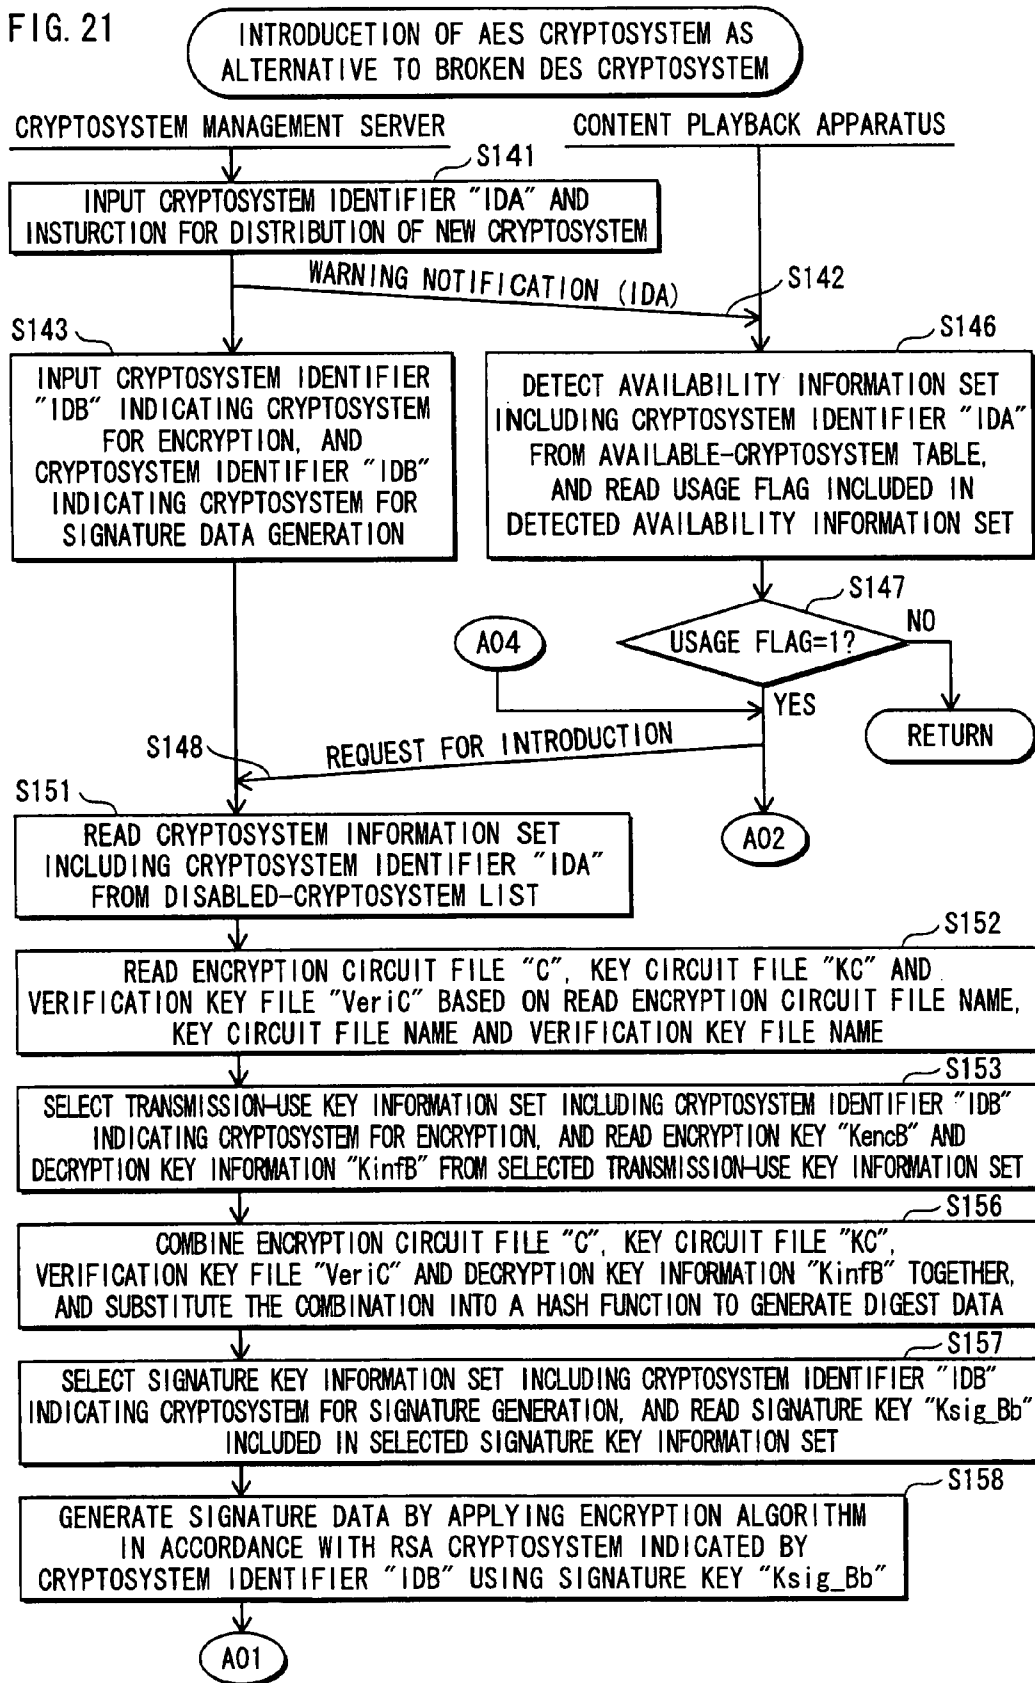 FIG. 21
INTRODUCETION OF AES CRYPTOSYSTEM AS
ALTERNATIVE TO BROKEN DES CRYPTOSYSTEM
CRYPTOSYSTEM MANAGEMENT SERVER
CONTENT PLAYBACK APPARATUS
S141
INPUT CRYPTOSYSTEM IDENTIFIER "IDA" AND
INSTURCTION FOR DISTRIBUTION OF NEW CRYPTOSYSTEM
WARNING NOTIFICATION (IDA)
S142
S143
INPUT CRYPTOSYSTEM IDENTIFIER
"IDB" INDICATING CRYPTOSYSTEM
FOR ENCRYPTION, AND
CRYPTOSYSTEM IDENTIFIER "IDB"
INDICATING CRYPTOSYSTEM FOR
SIGNATURE DATA GENERATION
S146
DETECT AVAILABILITY INFORMATION SET
INCLUDING CRYPTOSYSTEM IDENTIFIER "IDA"
FROM AVAILABLE-CRYPTOSYSTEM TABLE,
AND READ USAGE FLAG INCLUDED IN
DETECTED AVAILABILITY INFORMATION SET
S147
USAGE FLAG=1?
NO
A04
YES
RETURN
S148
REQUEST FOR INTRODUCTION
A02
S151
READ CRYPTOSYSTEM INFORMATION SET
INCLUDING CRYPTOSYSTEM IDENTIFIER "IDA"
FROM DISABLED-CRYPTOSYSTEM LIST
S152
READ ENCRYPTION CIRCUIT FILE "C", KEY CIRCUIT FILE "KC" AND
VERIFICATION KEY FILE "VeriC" BASED ON READ ENCRYPTION CIRCUIT FILE NAME,
KEY CIRCUIT FILE NAME AND VERIFICATION KEY FILE NAME
S153
SELECT TRANSMISSION-USE KEY INFORMATION SET INCLUDING CRYPTOSYSTEM IDENTIFIER "IDB"
INDICATING CRYPTOSYSTEM FOR ENCRYPTION, AND READ ENCRYPTION KEY "KencB" AND
DECRYPTION KEY INFORMATION "KinfB" FROM SELECTED TRANSMISSION-USE KEY INFORMATION SET
S156
COMBINE ENCRYPTION CIRCUIT FILE "C", KEY CIRCUIT FILE "KC",
VERIFICATION KEY FILE "VeriC" AND DECRYPTION KEY INFORMATION "KinfB" TOGETHER,
AND SUBSTITUTE THE COMBINATION INTO A HASH FUNCTION TO GENERATE DIGEST DATA
S157
SELECT SIGNATURE KEY INFORMATION SET INCLUDING CRYPTOSYSTEM IDENTIFIER "IDB"
INDICATING CRYPTOSYSTEM FOR SIGNATURE GENERATION, AND READ SIGNATURE KEY "Ksig_Bb"
INCLUDED IN SELECTED SIGNATURE KEY INFORMATION SET
S158
GENERATE SIGNATURE DATA BY APPLYING ENCRYPTION ALGORITHM
IN ACCORDANCE WITH RSA CRYPTOSYSTEM INDICATED BY
CRYPTOSYSTEM IDENTIFIER "IDB" USING SIGNATURE KEY "Ksig_Bb"
A01